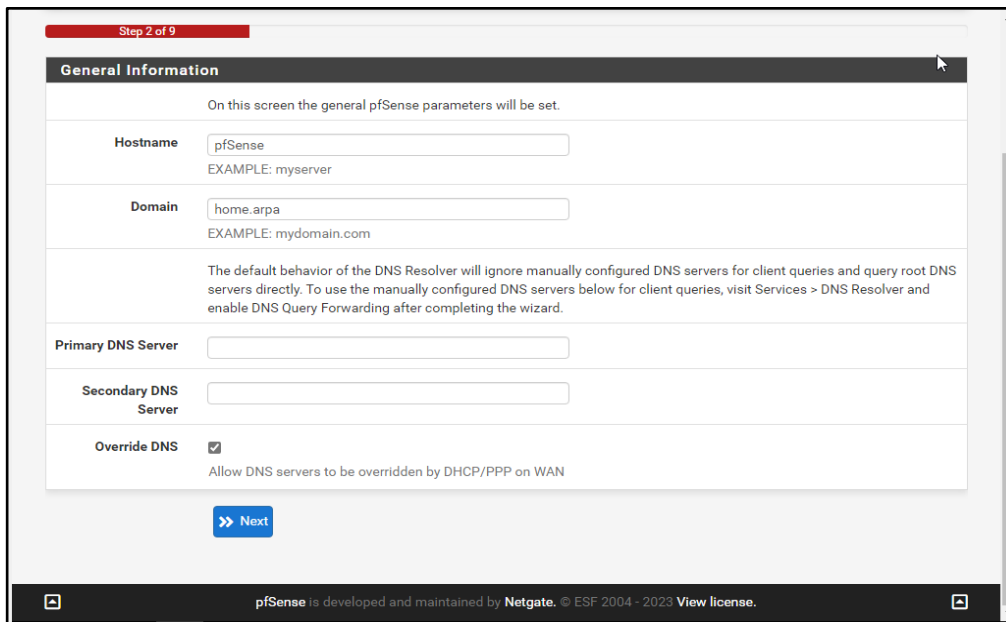 Step 2 of 9
General Information
On this screen the general pfSense parameters will be set.
Hostname
pfSense
EXAMPLE: myserver
Domain
home.arpa
EXAMPLE: mydomain.com
The default behavior of the DNS Resolver will ignore manually configured DNS servers for client queries and query root DNS
servers directly. To use the manually configured DNS servers below for client queries, visit Services > DNS Resolver and
enable DNS Query Forwarding after completing the wizard.
Primary DNS Server
Secondary DNS
Server
Override DNS
Allow DNS servers to be overridden by DHCP/PPP on WAN
Next
pfSense is developed and maintained by Netgate. © ESF 2004 - 2023 View license.